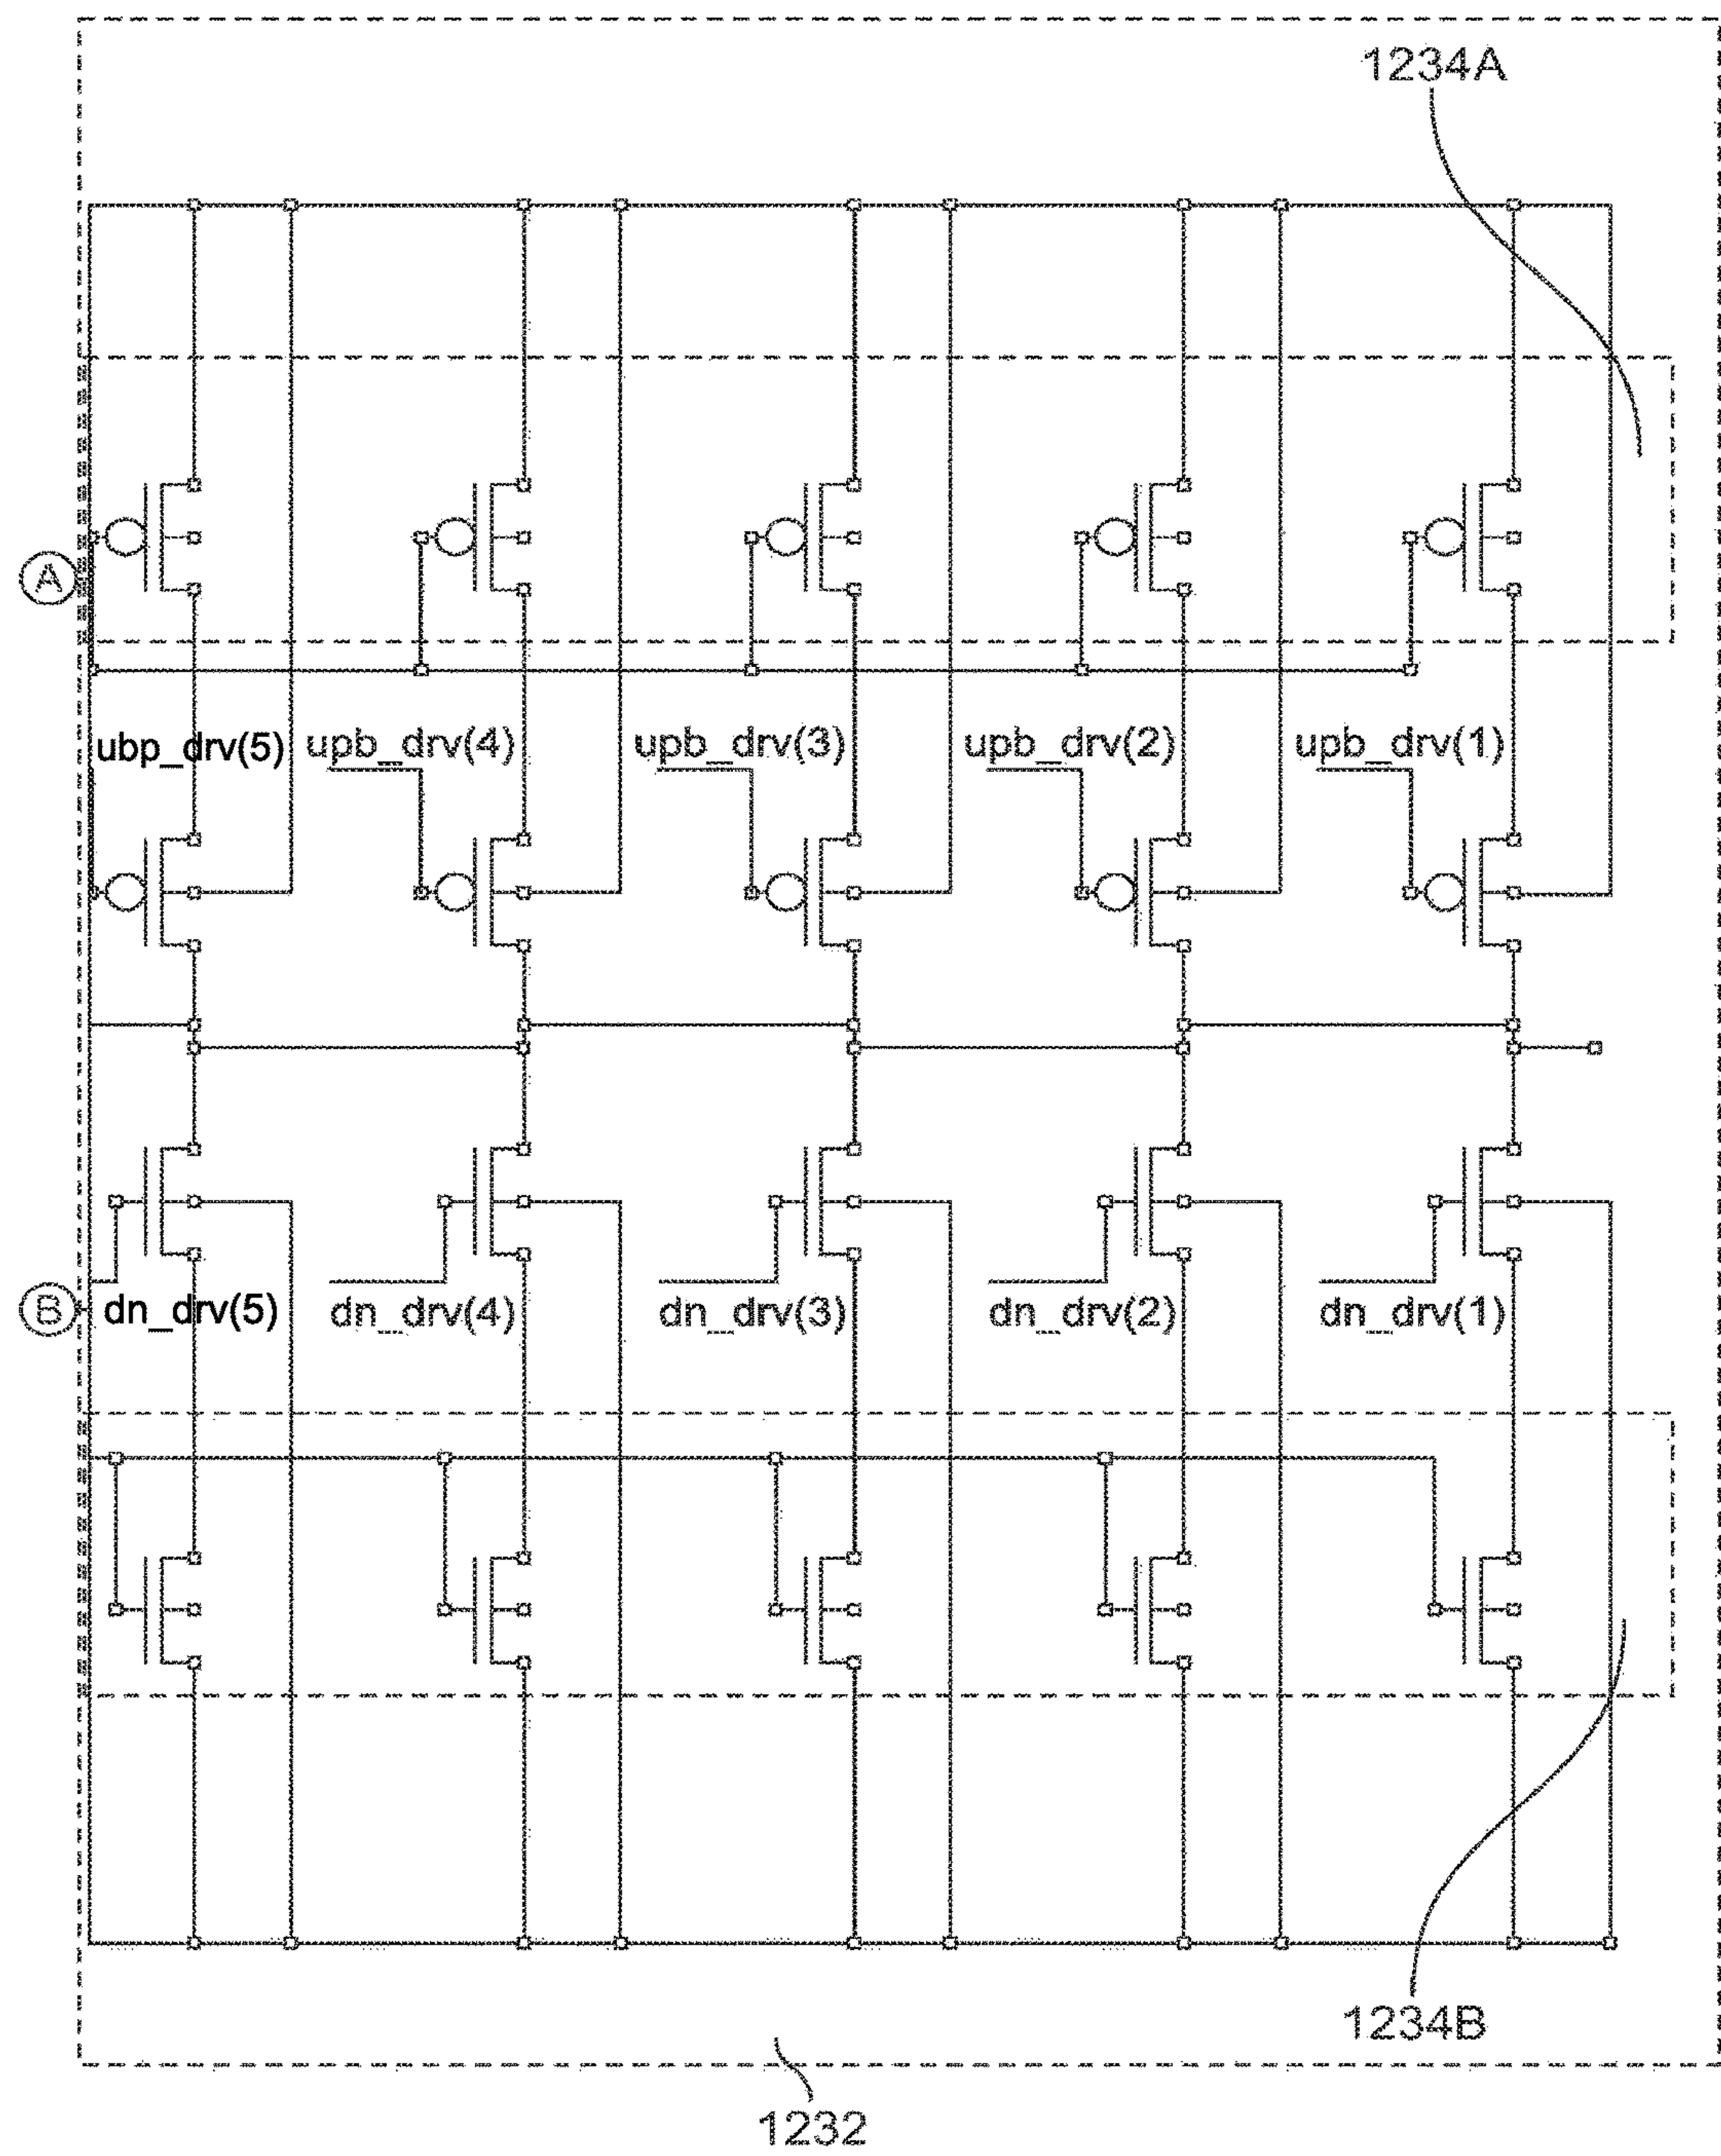 1234A
A
ubp_drv(5) upb_drv(4) upb_drv(3) upb_drv(2) upb_drv(1)
B
dn_drv(5) dn_drv(4) dn_drv(3) dn_drv(2) dn_drv(1)
1234B
1232